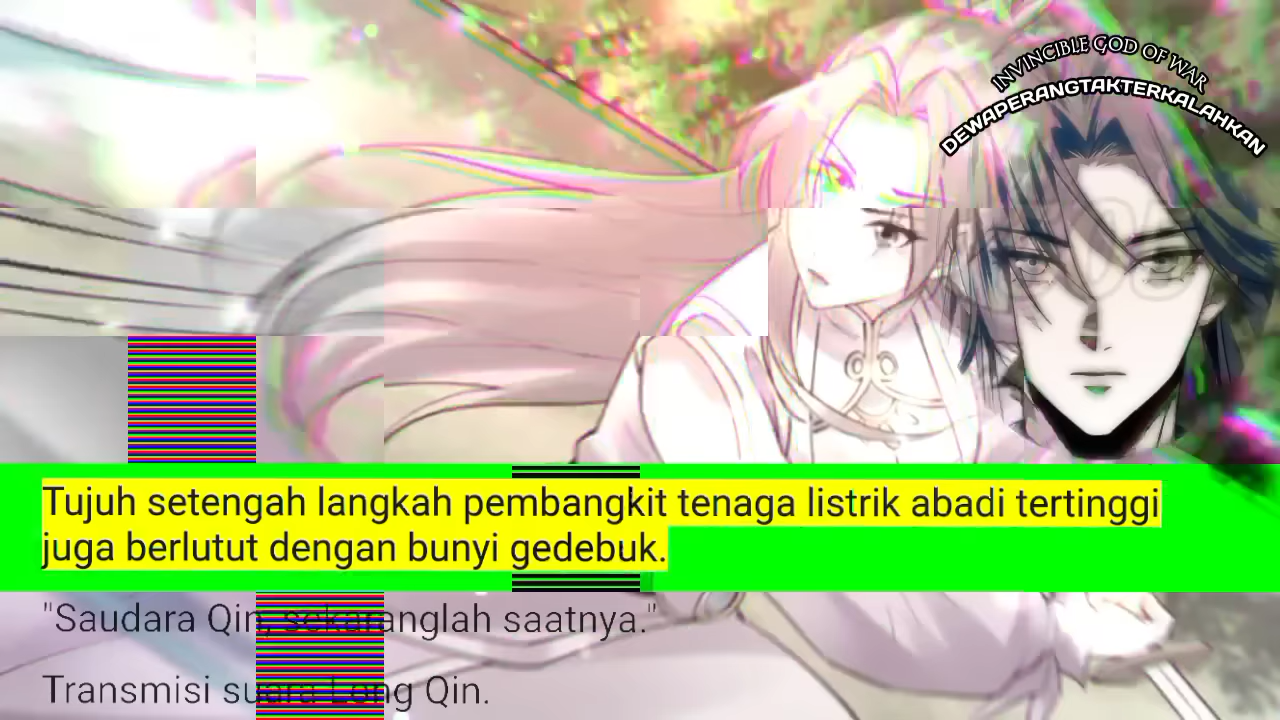 INVINCIBLE GOD OF WAR
DEWAPERANGTAKTERKALAHKAN
Tujuh setengah langkah pembangkit tenaga listrik abadi tertinggi
juga berlutut dengan bunyi gedebuk.
"Saudara Qin, sekaranglah saatnya."
Transmisi suara Long Qin.